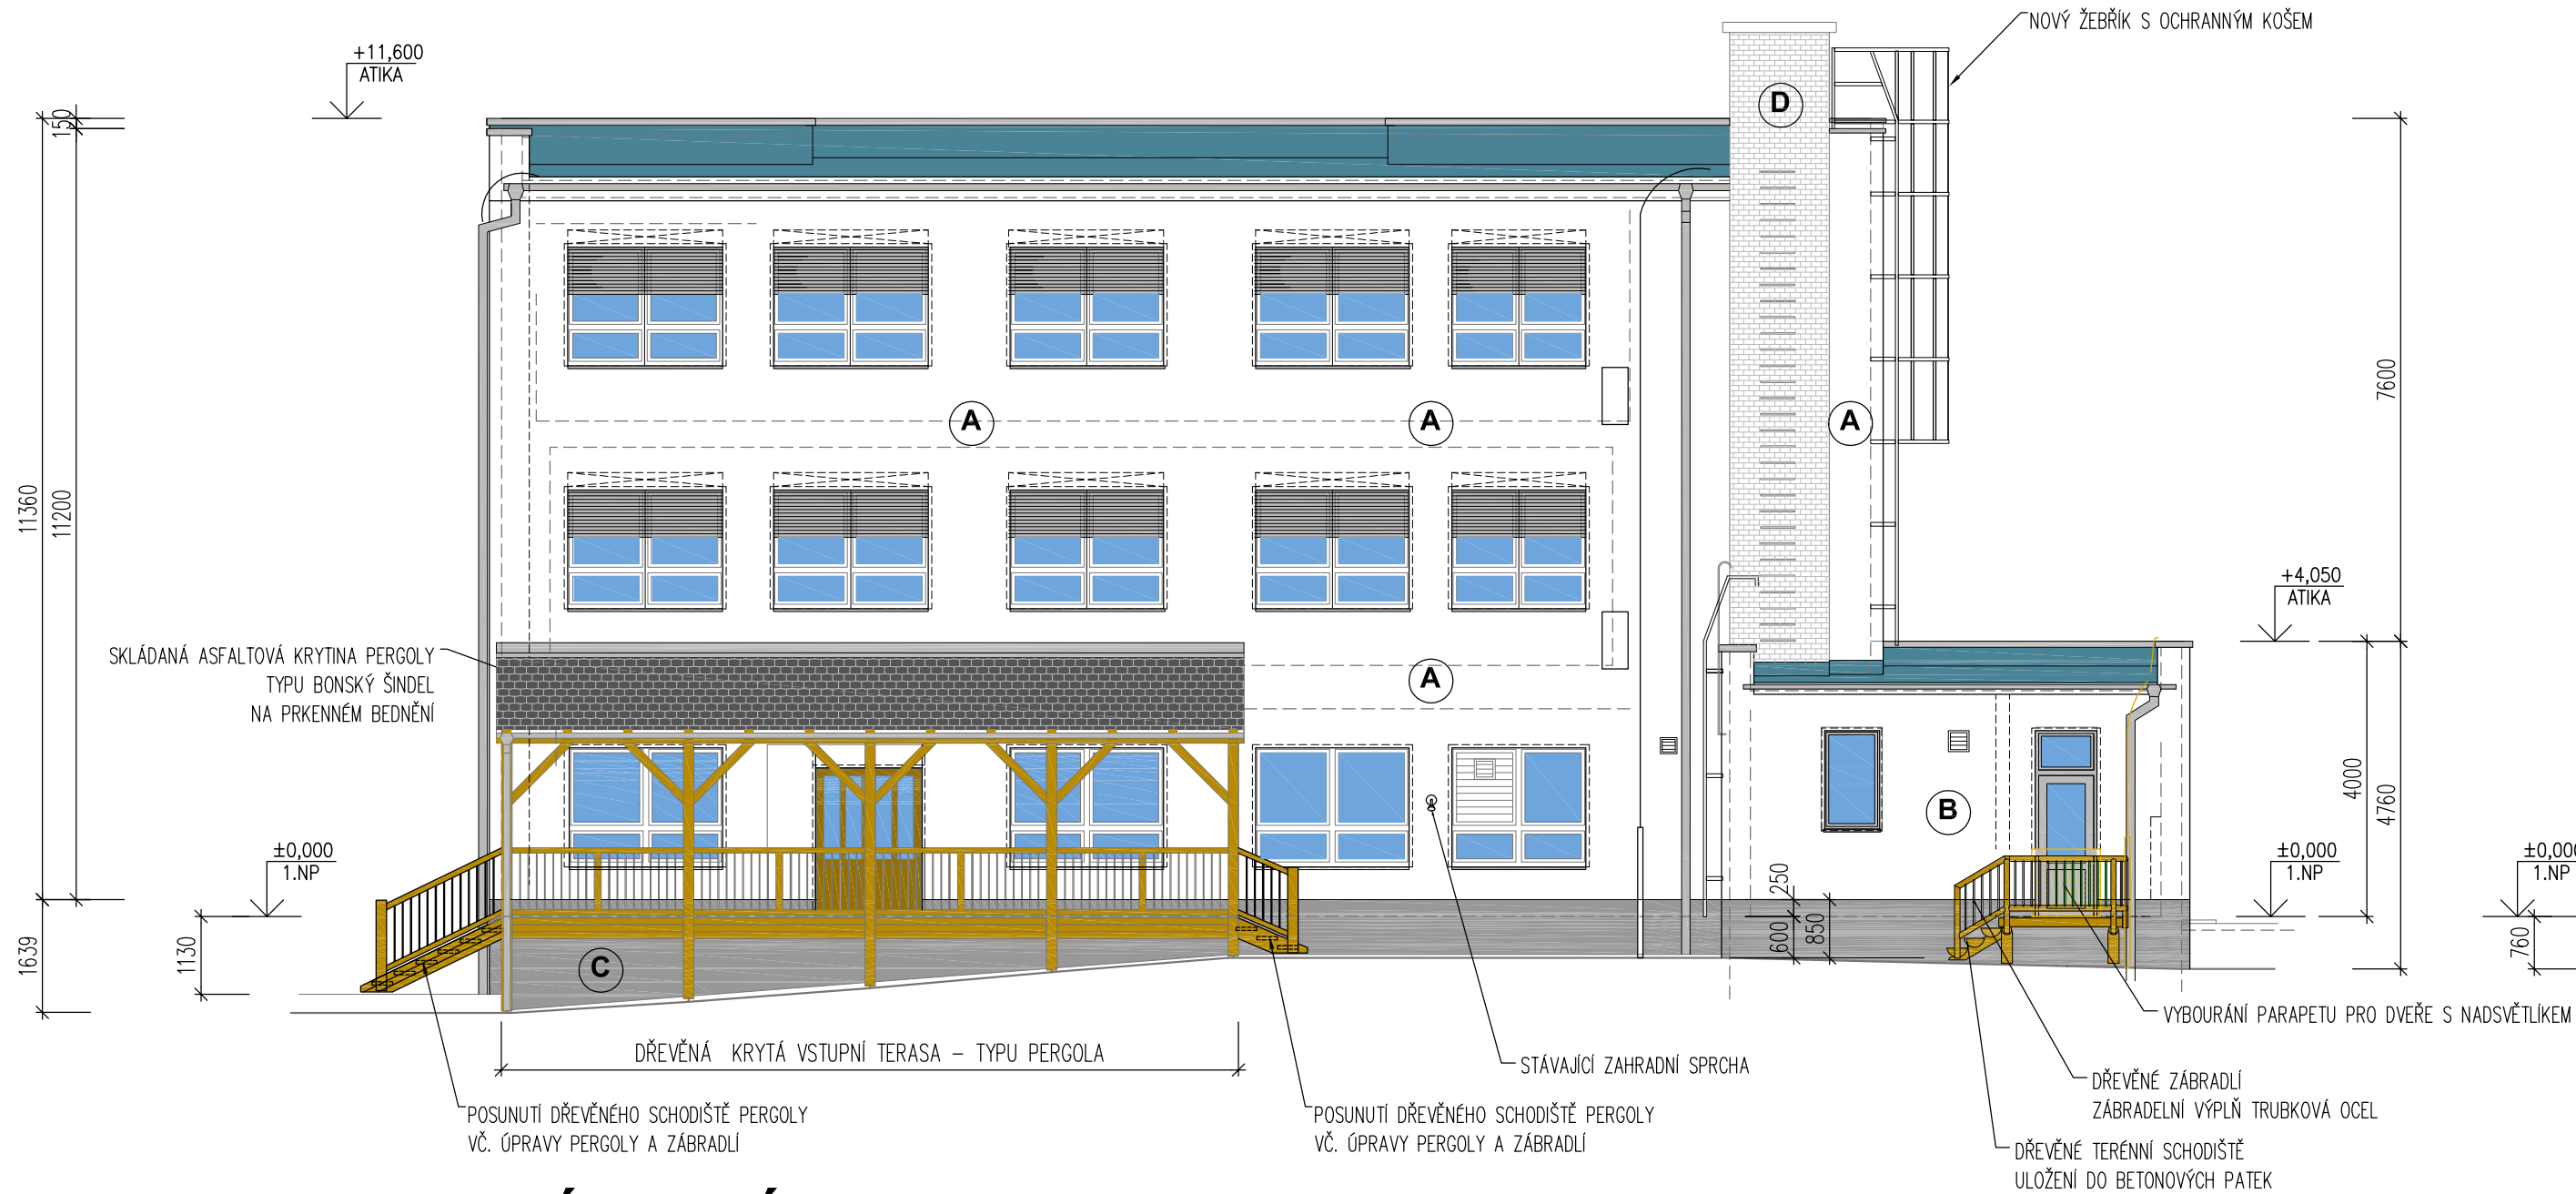 NOVÝ ŽEBŘÍK S OCHRANNÝM KOŠEM
+11,600
ATIKA
150
D
11360
11200
7600
A
A
A
+4,050
ATIKA
SKLÁDANÁ ASFALTOVÁ KRYTINA PERGOLY
TYPU BONSKÝ ŠINDEL
NA PRKENNÉM BEDNĚNÍ
A
B
4000
4760
±0,000
1.NP
250
600
850
±0,000
1.NP
±0,000
1.NP
1639
1130
C
760
VYBOURÁNÍ PARAPETU PRO DVEŘE S NADSVĚTLÍKEM
DŘEVĚNÁ KRYTÁ VSTUPNÍ TERASA – TYPU PERGOLA
STÁVAJÍCÍ ZAHRADNÍ SPRCHA
DŘEVĚNÉ ZÁBRADLÍ
ZÁBRADELNÍ VÝPLŇ TRUBKOVÁ OCEL
POSUNUTÍ DŘEVĚNÉHO SCHODIŠTĚ PERGOLY
VČ. ÚPRAVY PERGOLY A ZÁBRADLÍ
POSUNUTÍ DŘEVĚNÉHO SCHODIŠTĚ PERGOLY
VČ. ÚPRAVY PERGOLY A ZÁBRADLÍ
DŘEVĚNÉ TERÉNNÍ SCHODIŠTĚ
ULOŽENÍ DO BETONOVÝCH PATEK